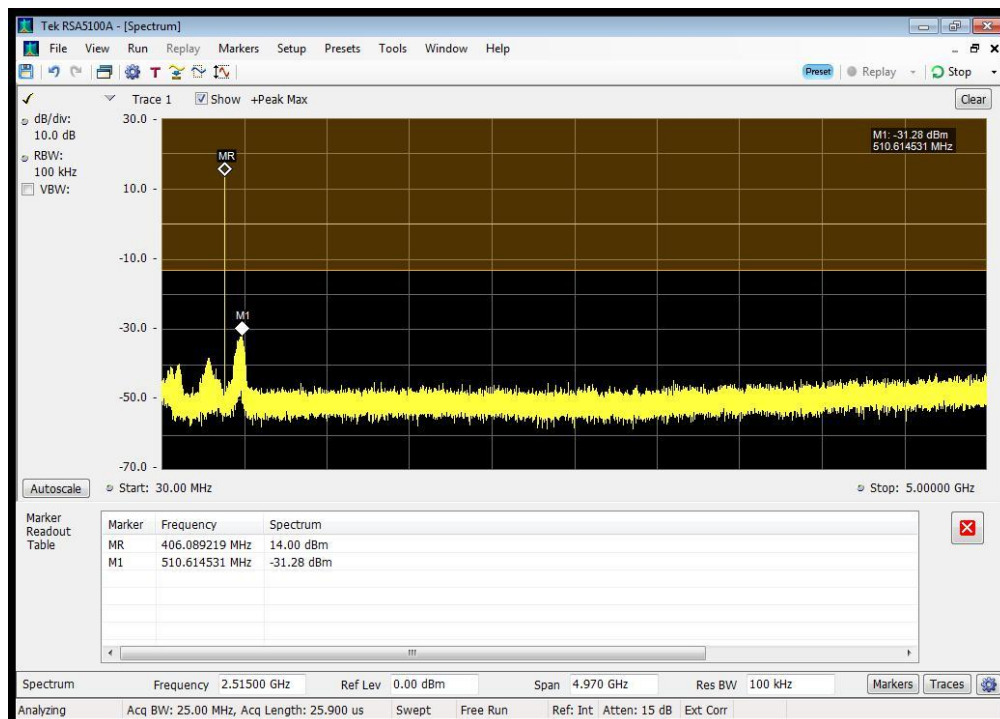 Tek RSA5100A - [Spectrum]
File View Run Replay Markers Setup Presets Tools Window Help
T Preset Replay Stop
Trace 1 Show +Peak Max Clear
dB/div:
10.0 dB
RBW:
100 kHz
VBW:
30.0
10.0
-10.0
-30.0
-50.0
-70.0
MR
M1
M1: -31.28 dBm
510.614531 MHz
Autoscale Start: 30.00 MHz Stop: 5.00000 GHz
Marker
Readout
Table
Marker Frequency Spectrum
MR 406.089219 MHz 14.00 dBm
M1 510.614531 MHz -31.28 dBm
Spectrum Frequency 2.51500 GHz Ref Lev 0.00 dBm Span 4.970 GHz Res BW 100 kHz Markers Traces
Analyzing Acq BW: 25.00 MHz, Acq Length: 25.900 us Swept Free Run Ref: Int Atten: 15 dB Ext Corr